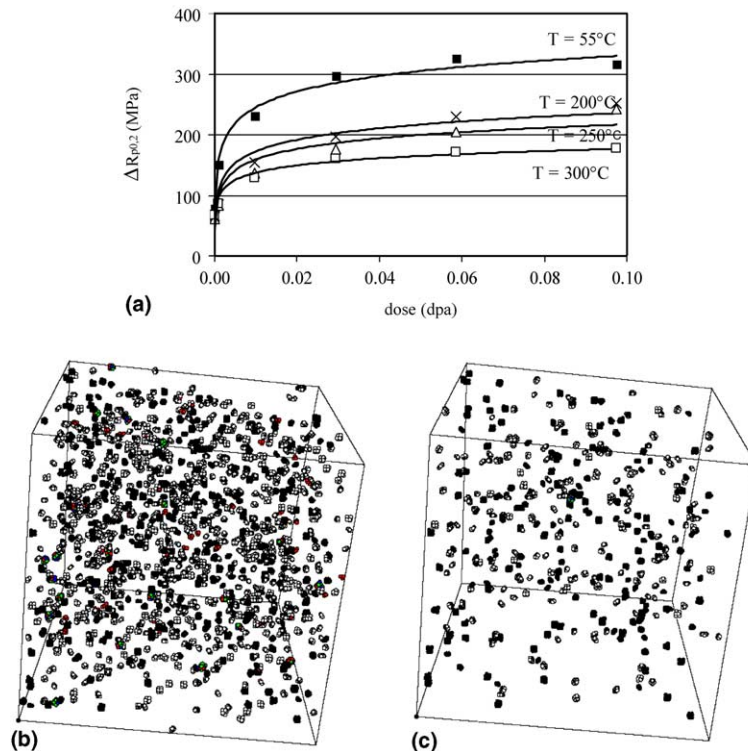 400
T = 55°C
300
T = 200°C
200
T = 250°C
T = 300°C
100
0
ΔRp0,2 (MPa)
0.00 0.02 0.04 0.06 0.08 0.10
(a)
dose (dpa)
(b)
(c)